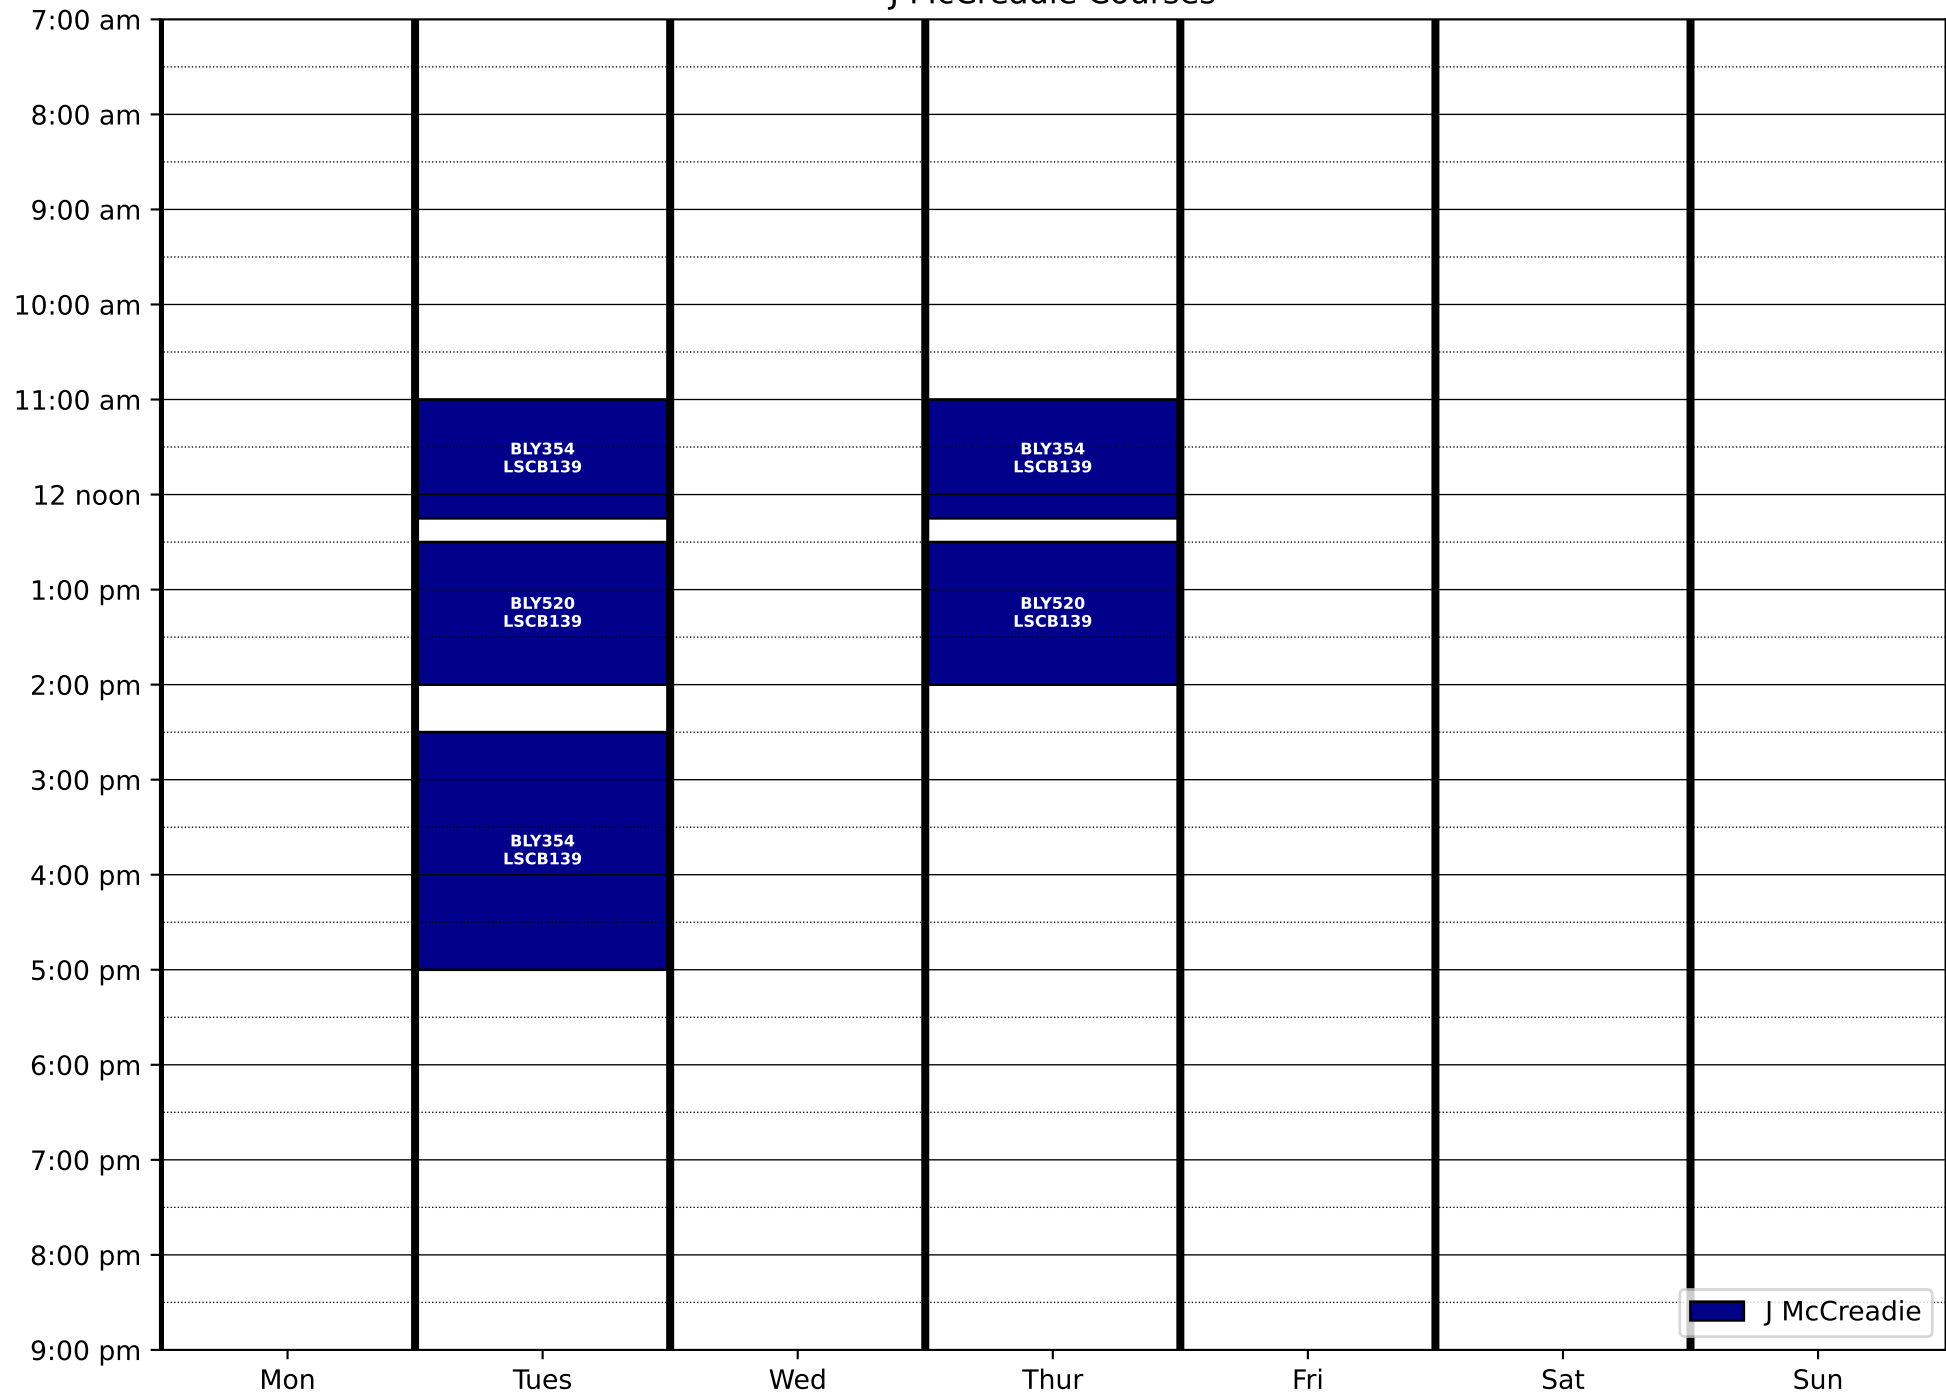 J McCreadie Courses
7:00 am
8:00 am
9:00 am
10:00 am
11:00 am
12 noon
1:00 pm
2:00 pm
3:00 pm
4:00 pm
5:00 pm
6:00 pm
7:00 pm
8:00 pm
9:00 pm
BLY354
LSCB139
BLY520
LSCB139
BLY354
LSCB139
BLY354
LSCB139
BLY520
LSCB139
J McCreadie
Mon Tues Wed Thur Fri Sat Sun